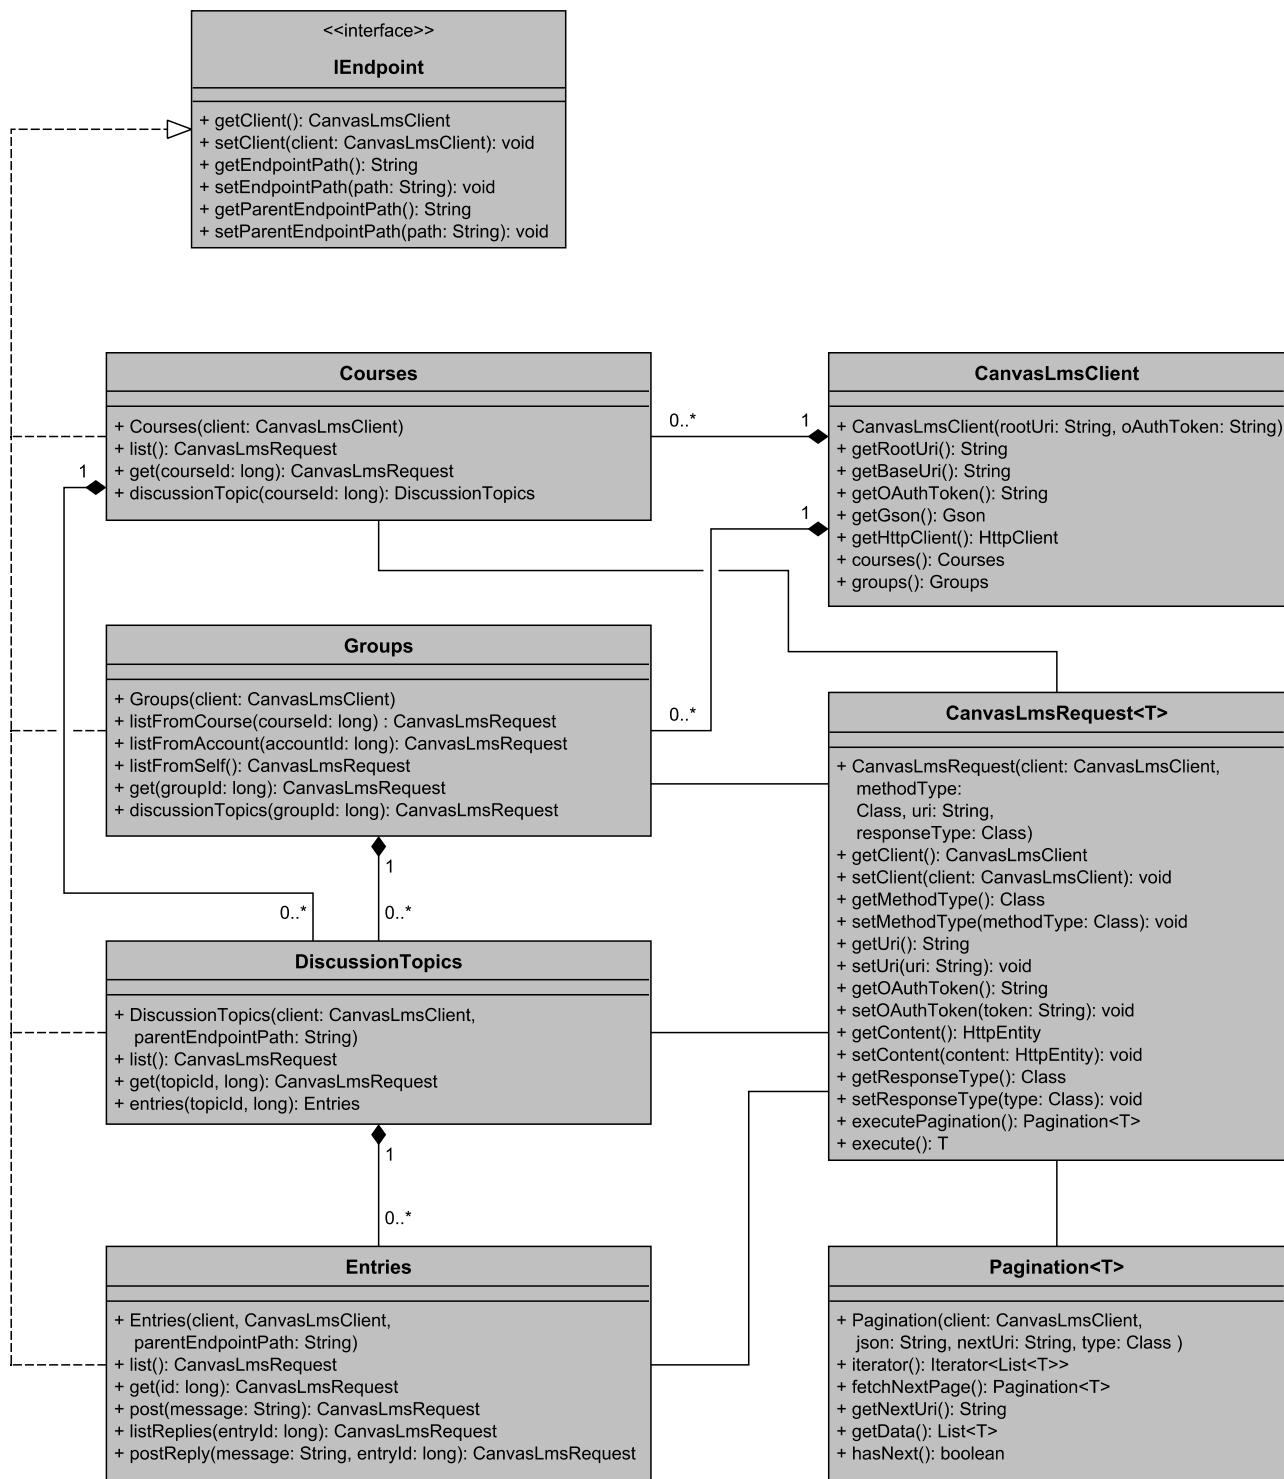 <<interface>>
IEndpoint
+ getClient(): CanvasLmsClient
+ setClient(client: CanvasLmsClient): void
+ getEndpointPath(): String
+ setEndpointPath(path: String): void
+ getParentEndpointPath(): String
+ setParentEndpointPath(path: String): void
Courses
+ Courses(client: CanvasLmsClient)
+ list(): CanvasLmsRequest
+ get(courseId: long): CanvasLmsRequest
+ discussionTopic(courseId: long): DiscussionTopics
0..*
1
1
1
0..*
CanvasLmsClient
+ CanvasLmsClient(rootUri: String, oAuthToken: String)
+ getRootUri(): String
+ getBaseUri(): String
+ getOAuthToken(): String
+ getGson(): Gson
+ getHttpClient(): HttpClient
+ courses(): Courses
+ groups(): Groups
Groups
+ Groups(client: CanvasLmsClient)
+ listFromCourse(courseId: long) : CanvasLmsRequest
+ listFromAccount(accountId: long): CanvasLmsRequest
+ listFromSelf(): CanvasLmsRequest
+ get(groupId: long): CanvasLmsRequest
+ discussionTopics(groupId: long): CanvasLmsRequest
1
0..*
0..*
CanvasLmsRequest<T>
+ CanvasLmsRequest(client: CanvasLmsClient,
methodType:
Class, uri: String,
responseType: Class)
+ getClient(): CanvasLmsClient
+ setClient(client: CanvasLmsClient): void
+ getMethodType(): Class
+ setMethodType(methodType: Class): void
+ getUri(): String
+ setUri(uri: String): void
+ getOAuthToken(): String
+ setOAuthToken(token: String): void
+ getContent(): HttpEntity
+ setContent(content: HttpEntity): void
+ getResponseType(): Class
+ setResponseType(type: Class): void
+ executePagination(): Pagination<T>
+ execute(): T
DiscussionTopics
+ DiscussionTopics(client: CanvasLmsClient,
parentEndpointPath: String)
+ list(): CanvasLmsRequest
+ get(topicId, long): CanvasLmsRequest
+ entries(topicId, long): Entries
1
0..*
Entries
+ Entries(client, CanvasLmsClient,
parentEndpointPath: String)
+ list(): CanvasLmsRequest
+ get(id: long): CanvasLmsRequest
+ post(message: String): CanvasLmsRequest
+ listReplies(entryId: long): CanvasLmsRequest
+ postReply(message: String, entryId: long): CanvasLmsRequest
Pagination<T>
+ Pagination(client: CanvasLmsClient,
json: String, nextUri: String, type: Class )
+ iterator(): Iterator<List<T>>
+ fetchNextPage(): Pagination<T>
+ getNextUri(): String
+ getData(): List<T>
+ hasNext(): boolean